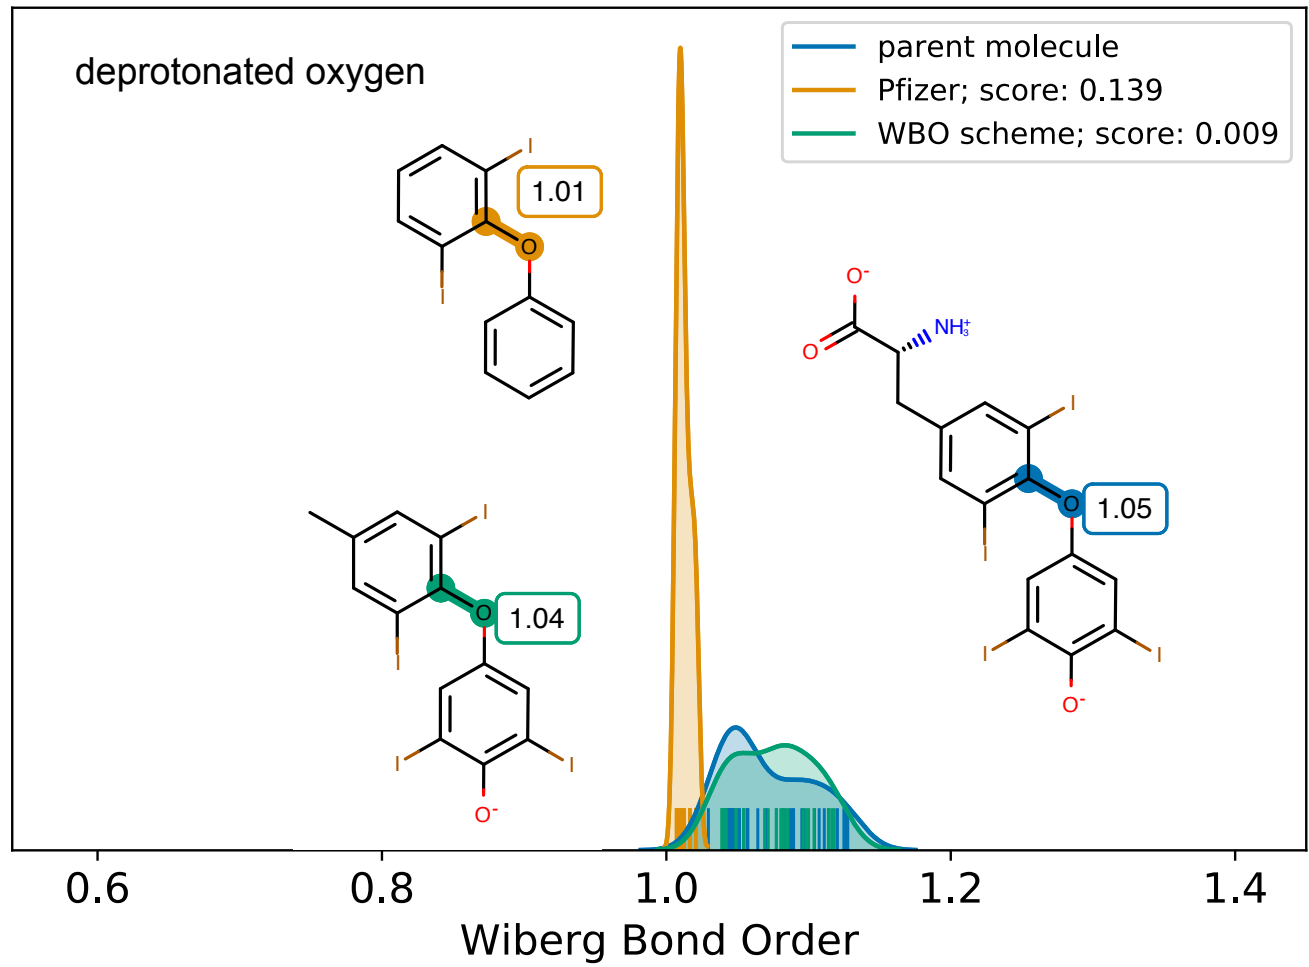 deprotonated oxygen
parent molecule
Pfizer; score: 0.139
WBO scheme; score: 0.009
I
1.01
O
I
O-
O
NH3+
I
O
1.05
I
I
I
O-
I
O
1.04
I
I
I
O-
0.6 0.8 1.0 1.2 1.4
Wiberg Bond Order